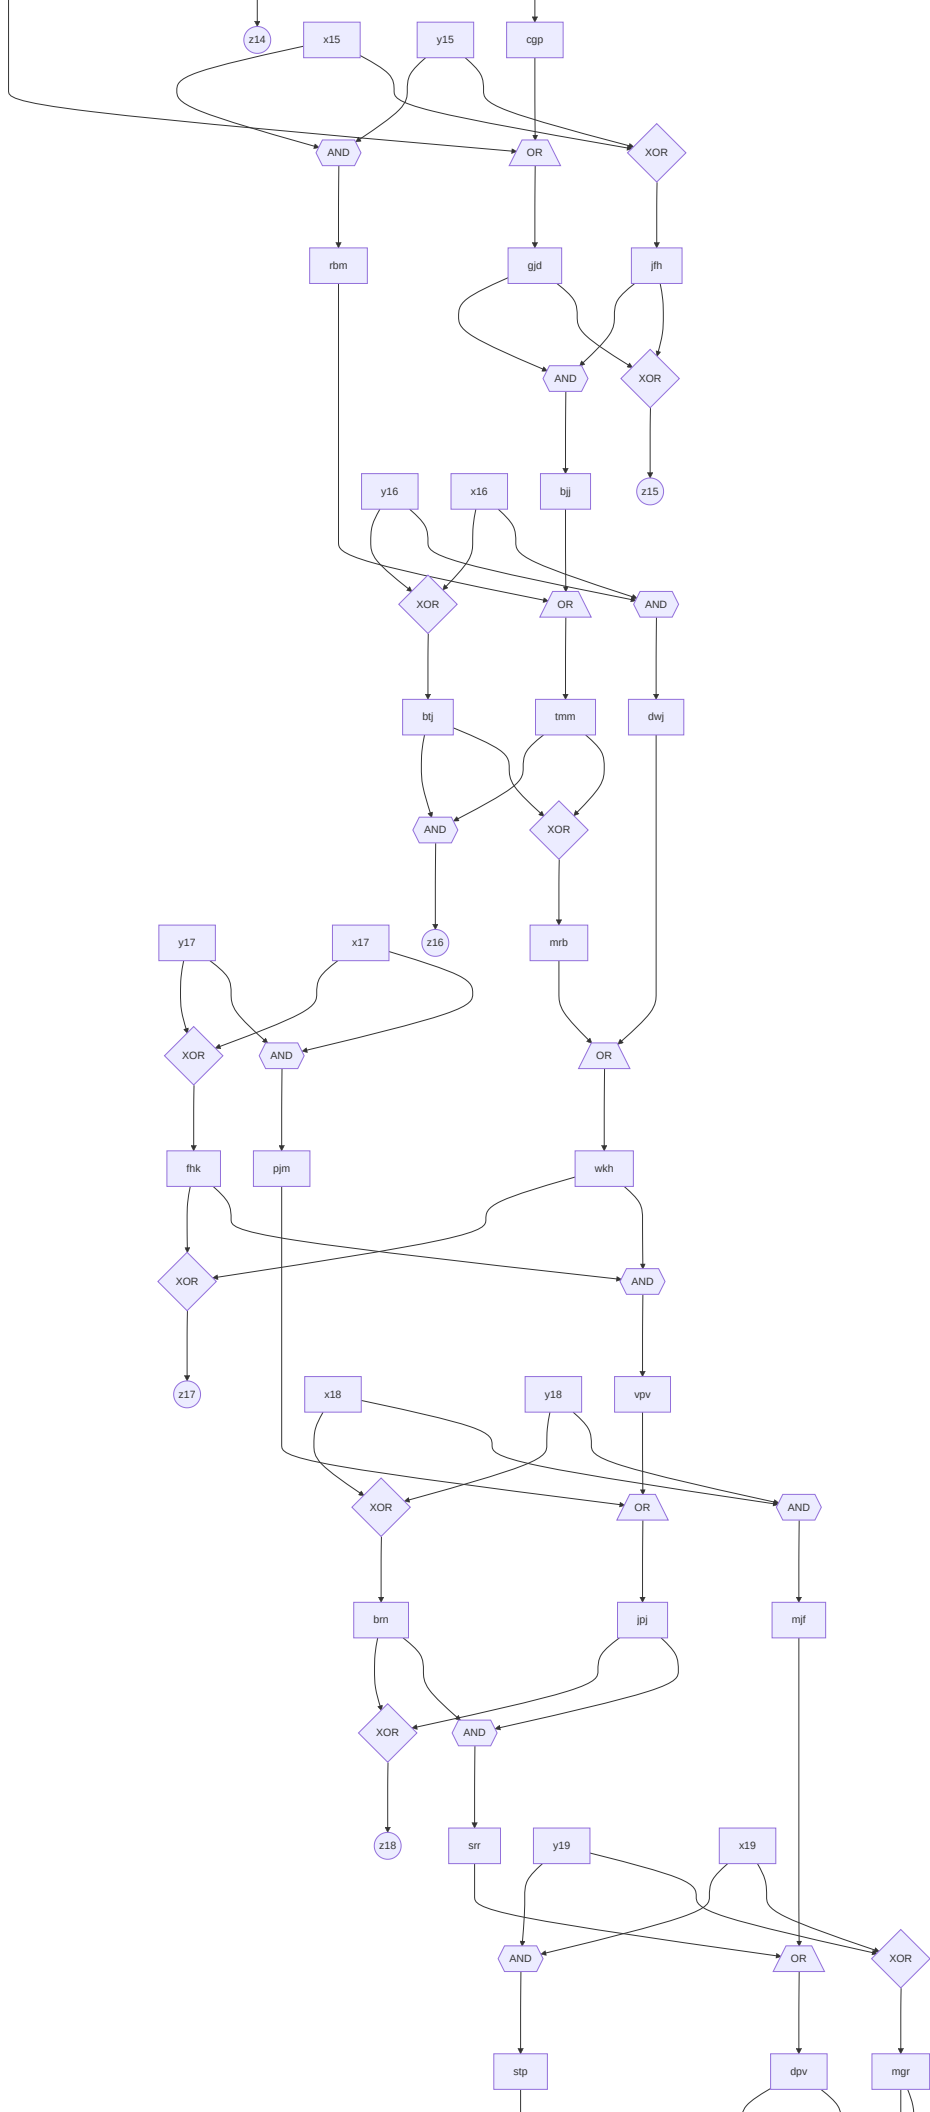 z14 x15 y15 cgp
AND OR XOR
rbm gjd jfh
AND XOR
y16 x16 bjj z15
XOR OR AND
btj tmm dwj
AND XOR
y17 x17 z16 mrb
XOR AND OR
fhk pjm wkh
XOR AND
z17 x18 y18 vpv
XOR OR AND
brn jpj mjf
XOR AND
z18 srr y19 x19
AND OR XOR
stp dpv mgr